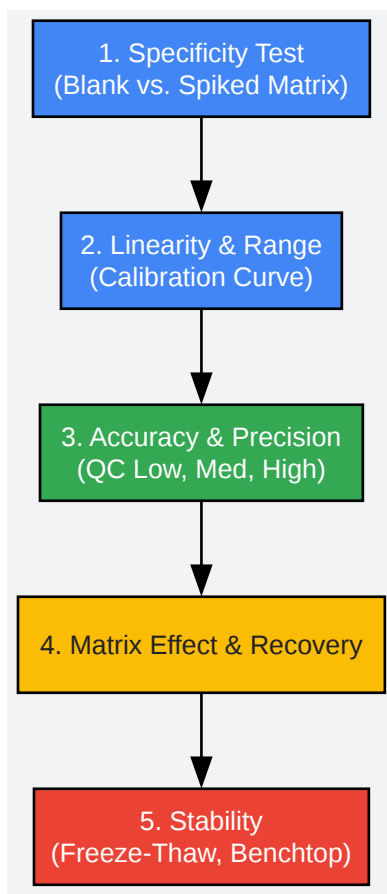 1. Specificity Test
(Blank vs. Spiked Matrix)
2. Linearity & Range
(Calibration Curve)
3. Accuracy & Precision
(QC Low, Med, High)
4. Matrix Effect & Recovery
5. Stability
(Freeze-Thaw, Benchtop)